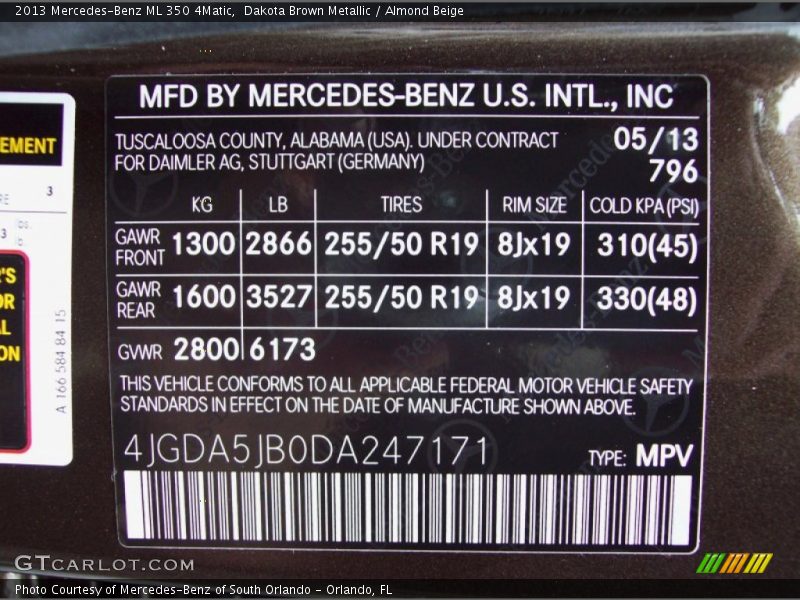 2013 Mercedes-Benz ML 350 4Matic, Dakota Brown Metallic / Almond Beige
MFD BY MERCEDES-BENZ U.S. INTL., INC
TUSCALOOSA COUNTY, ALABAMA (USA). UNDER CONTRACT 05/13
FOR DAIMLER AG, STUTTGART (GERMANY) 796
KG LB TIRES RIM SIZE COLD KPA (PSI)
GAWR FRONT 1300 2866 255/50 R19 8Jx19 310(45)
GAWR REAR 1600 3527 255/50 R19 8Jx19 330(48)
GVWR 2800 6173
THIS VEHICLE CONFORMS TO ALL APPLICABLE FEDERAL MOTOR VEHICLE SAFETY
STANDARDS IN EFFECT ON THE DATE OF MANUFACTURE SHOWN ABOVE.
4JGDA5JB0DA247171 TYPE: MPV
EMENT
3
3 lbs.
'S
OR
ON
A 166 584 84 15
GTCARLOT.COM
Photo Courtesy of Mercedes-Benz of South Orlando - Orlando, FL